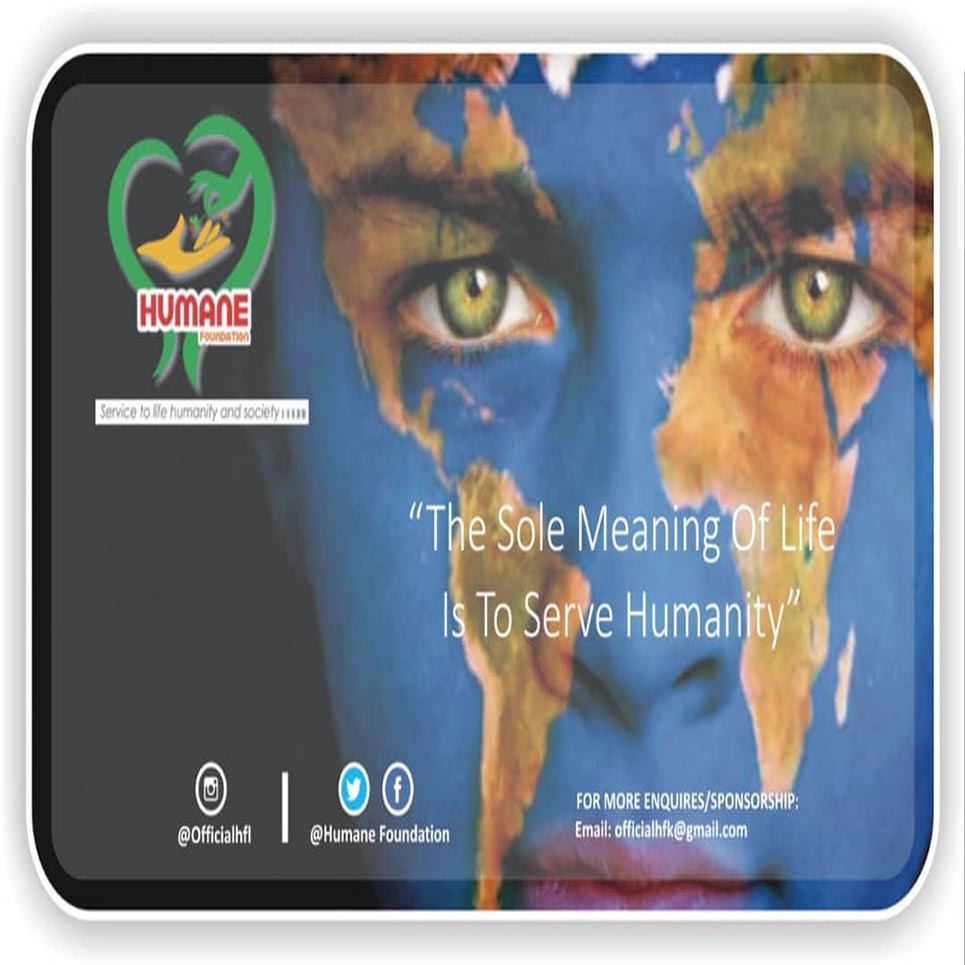 HUMANE
FOUNDATION
Service to life humanity and society
“The Sole Meaning Of Life
Is To Serve Humanity”
@Officialhfl
@Humane Foundation
FOR MORE ENQUIRES/SPONSORSHIP:
Email: officialhfk@gmail.com